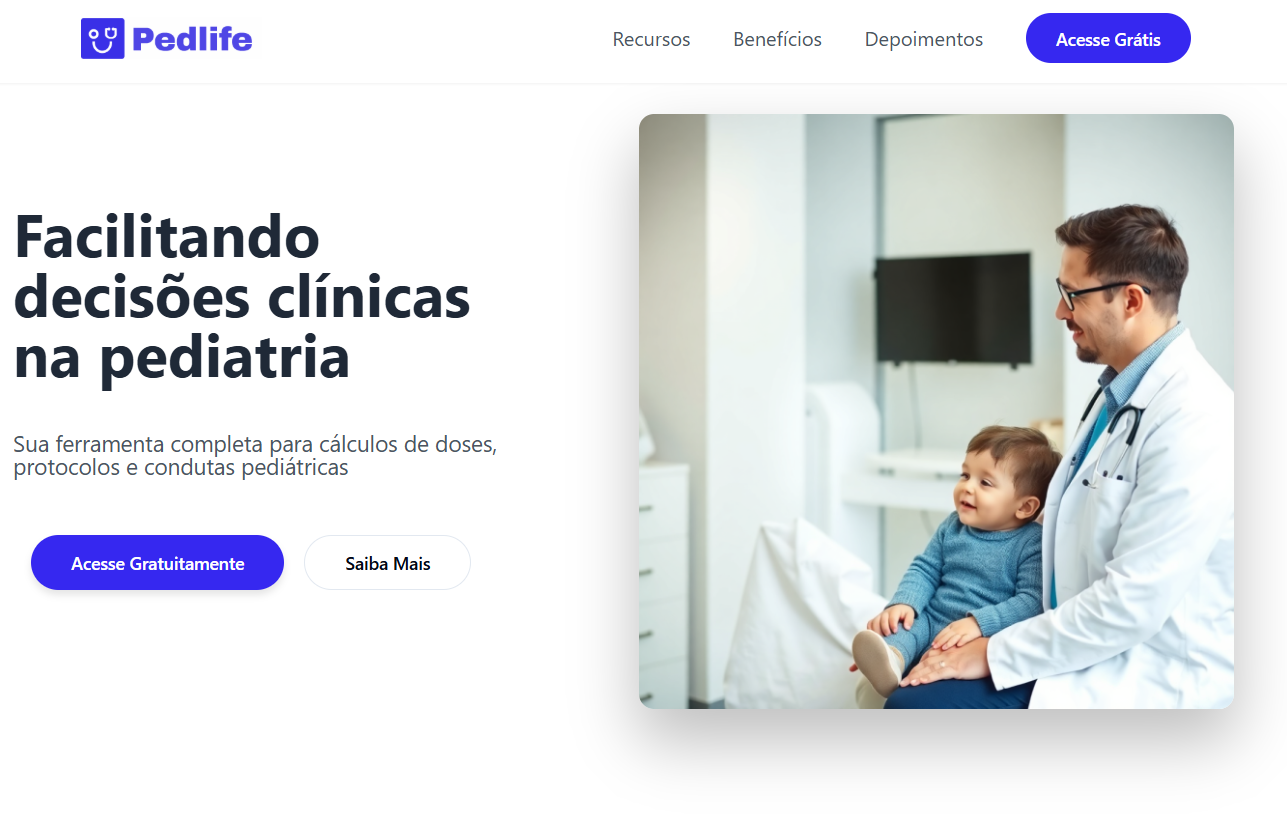 Pedlife
Recursos
Benefícios
Depoimentos
Acesse Grátis
Facilitando
decisões clínicas
na pediatria
Sua ferramenta completa para cálculos de doses,
protocolos e condutas pediátricas
Acesse Gratuitamente
Saiba Mais